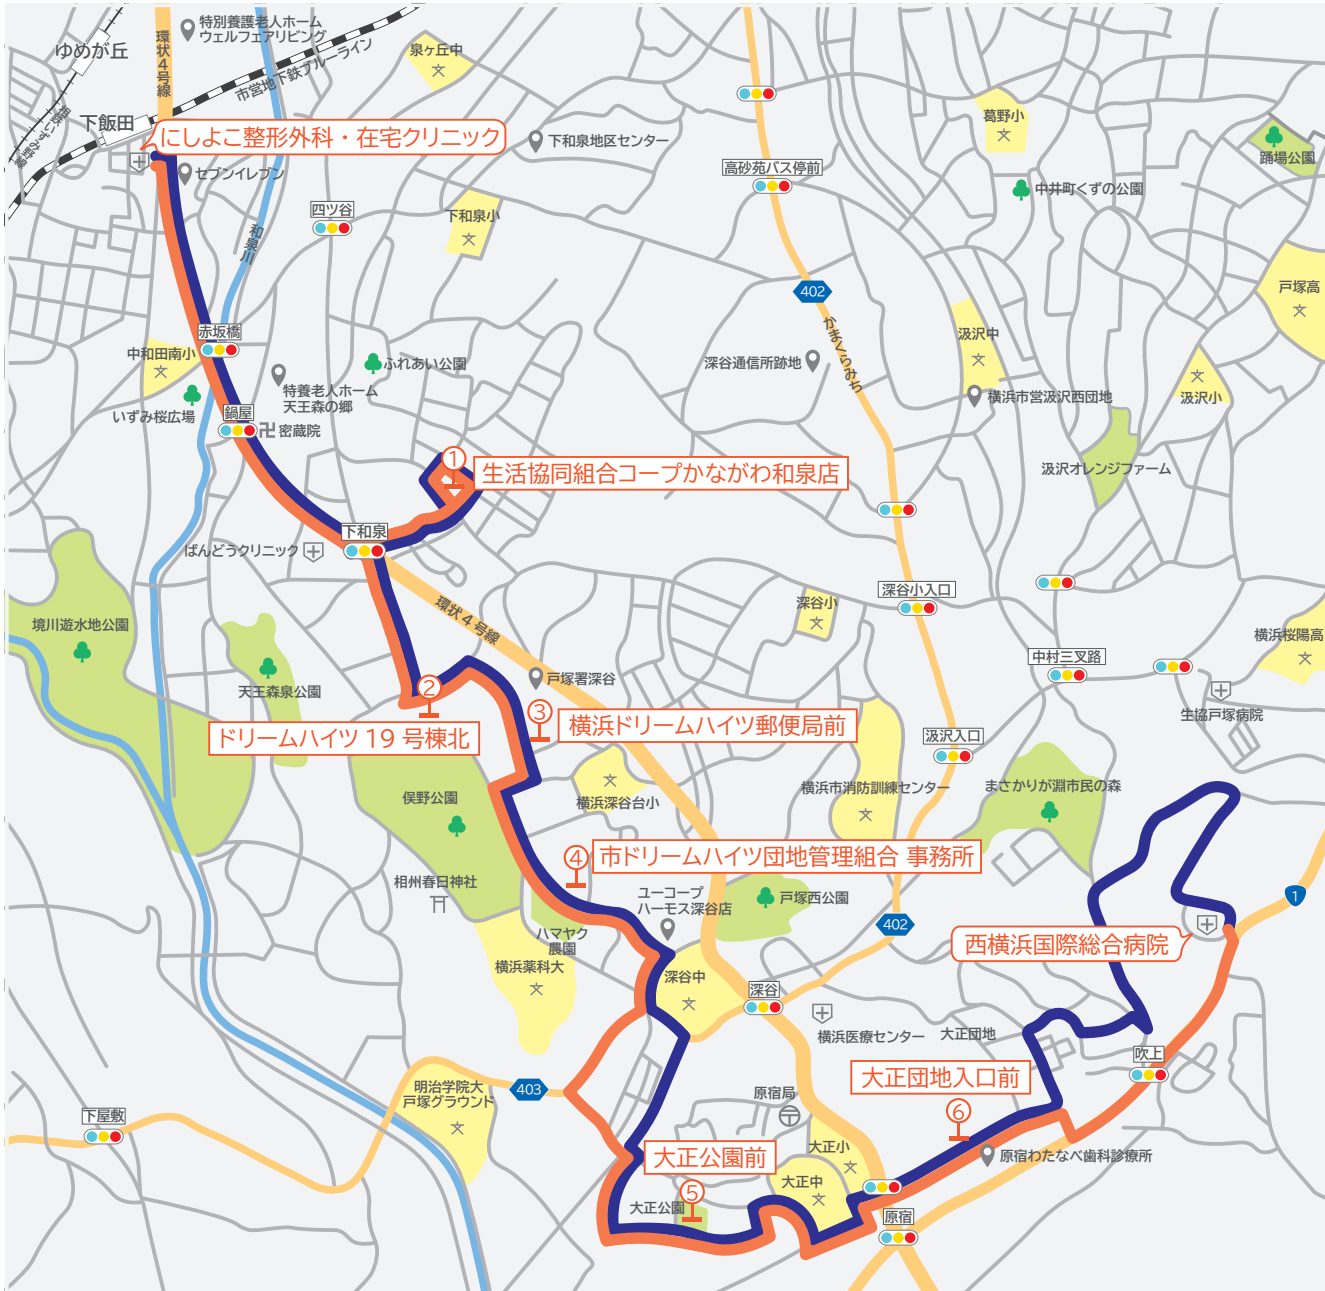 特別養護老人ホーム
ウェルフェアリビング
ゆめが丘
環状4号線
市営地下鉄ブルーライン
泉ヶ丘中
下飯田
にしよこ整形外科・在宅クリニック
セブンイレブン
下和泉地区センター
葛野小
踊場公園
高砂苑バス停前
中井町くずの公園
四ツ谷
下和泉小
和泉川
戸塚高
402
かまくらみち
赤坂橋
中和田南小
ふれあい公園
深谷通信所跡地
汲沢中
特養老人ホーム
天王森の郷
横浜市営汲沢西団地
汲沢小
いずみ桜広場
鍋屋
密蔵院
①
生活協同組合コープかながわ和泉店
汲沢オレンジファーム
下和泉
ばんどうクリニック
環状4号線
深谷小
深谷小入口
境川遊水地公園
横浜桜陽高
中村三叉路
天王森泉公園
戸塚署深谷
②
ドリームハイツ 19 号棟北
③
横浜ドリームハイツ郵便局前
生協戸塚病院
汲沢入口
俣野公園
横浜深谷台小
横浜市消防訓練センター
まさかりが淵市民の森
④
市ドリームハイツ団地管理組合 事務所
相州春日神社
ユーコープ
ハーモス深谷店
戸塚西公園
1
402
ハマヤク
農園
西横浜国際総合病院
横浜薬科大
深谷中
深谷
横浜医療センター
大正団地
吹上
大正団地入口前
403
明治学院大
戸塚グラウンド
原宿局
⑥
下屋敷
大正小
原宿わたなべ歯科診療所
大正公園前
大正中
⑤
大正公園
原宿